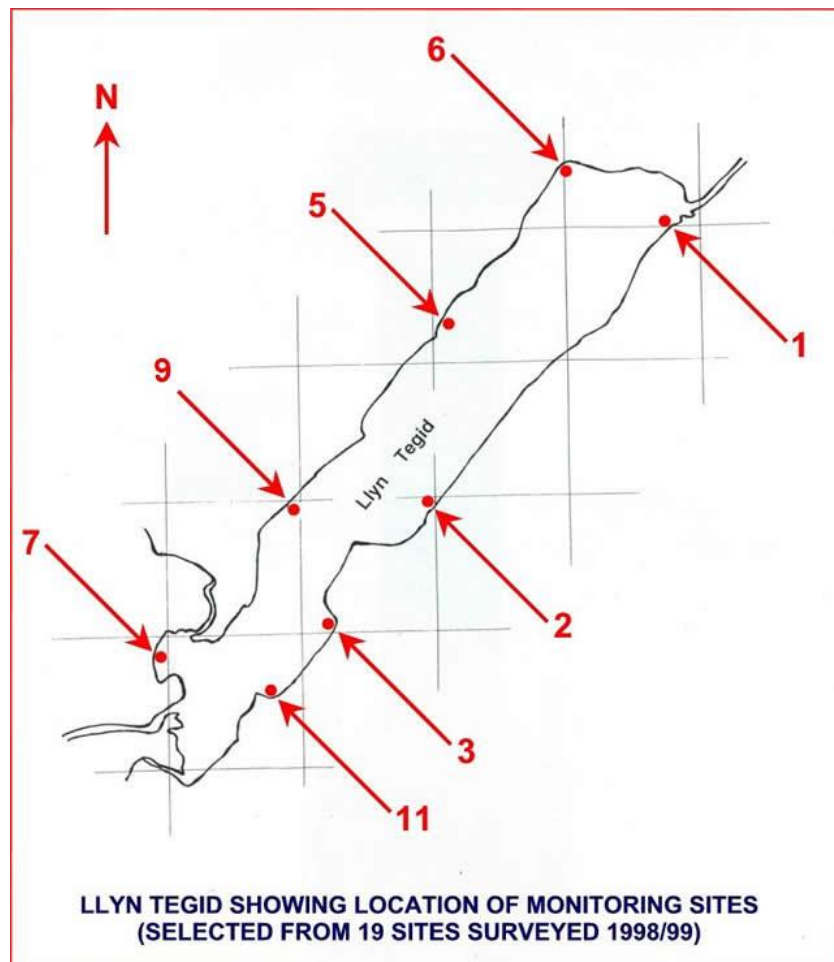 N
6
5
1
9
Llyn Tegid
7
2
3
11
LLYN TEGID SHOWING LOCATION OF MONITORING SITES
(SELECTED FROM 19 SITES SURVEYED 1998/99)